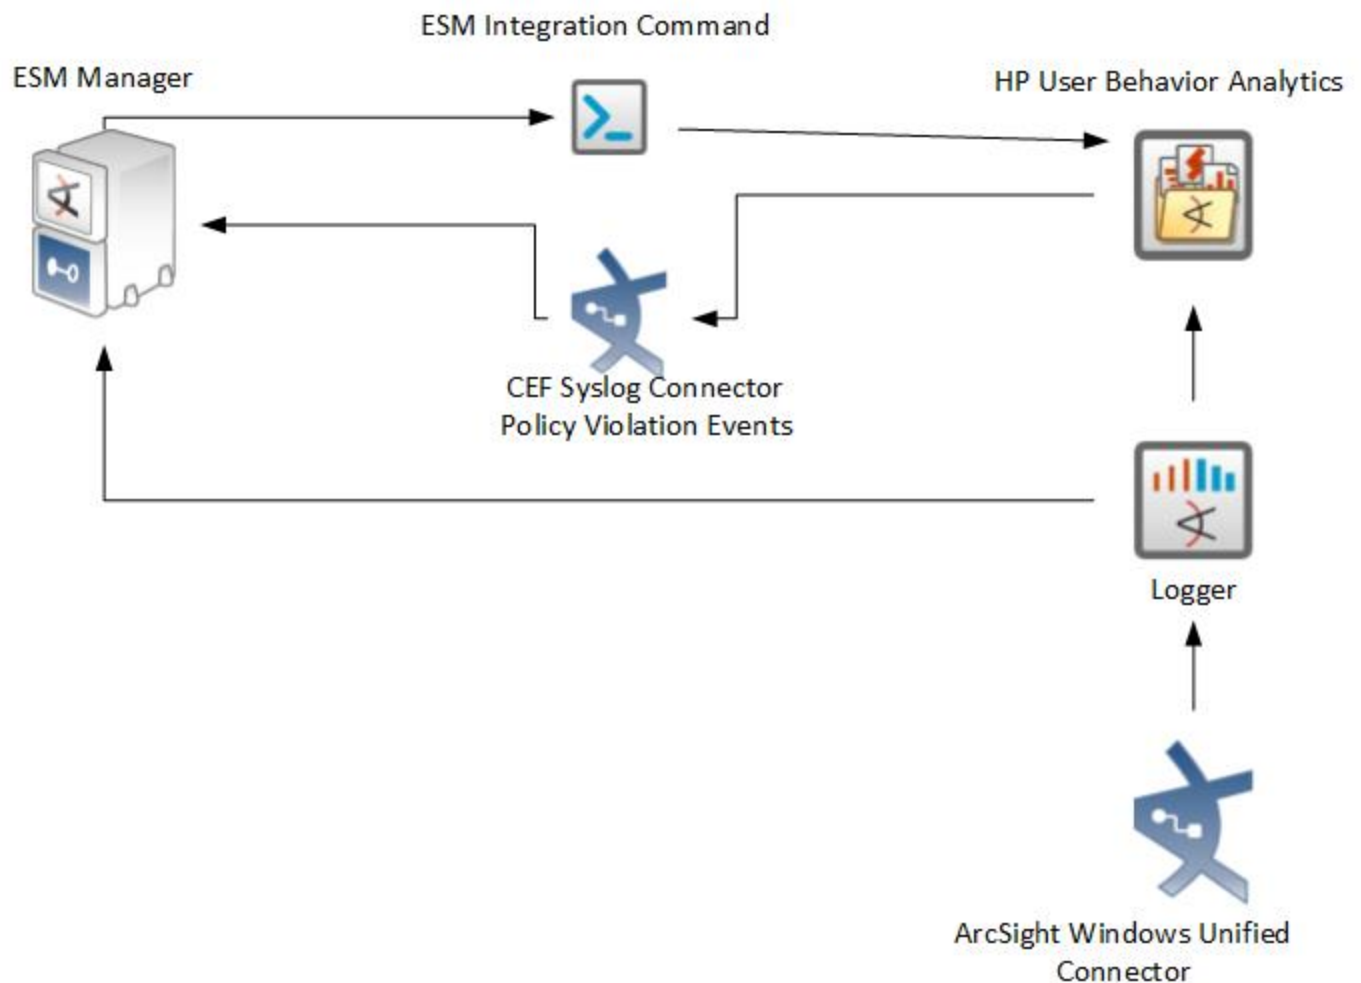 ESM Integration Command
ESM Manager
HP User Behavior Analytics
CEF Syslog Connector
Policy Violation Events
Logger
ArcSight Windows Unified
Connector